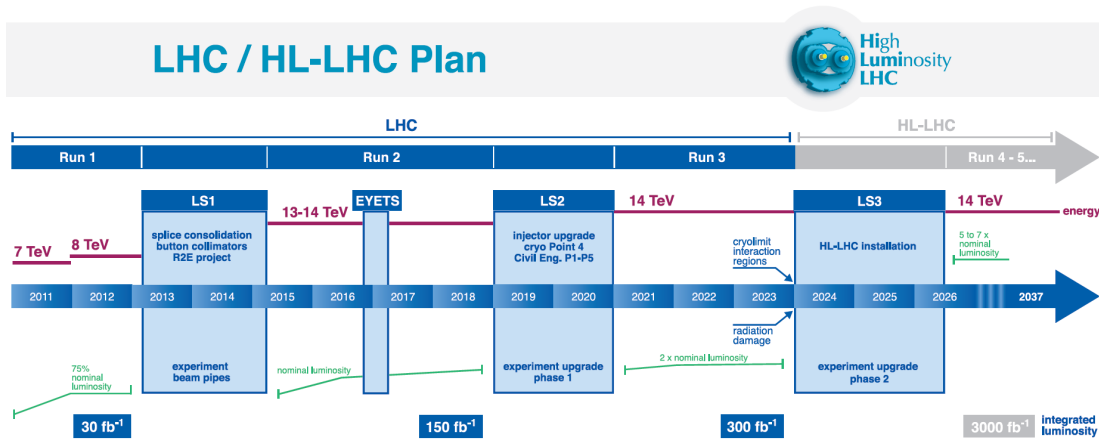 LHC / HL-LHC Plan
High
Luminosity
LHC
LHC
HL-LHC
Run 1
Run 2
Run 3
Run 4 - 5...
LS1
EYETS
LS2
LS3
7 TeV
8 TeV
13-14 TeV
14 TeV
14 TeV
energy
splice consolidation
button collimators
R2E project
injector upgrade
cryo Point 4
Civil Eng. P1-P5
cryolimit
interaction
regions
HL-LHC installation
5 to 7 x
nominal
luminosity
2011
2012
2013
2014
2015
2016
2017
2018
2019
2020
2021
2022
2023
2024
2025
2026
2037
radiation
damage
75%
nominal
luminosity
experiment
beam pipes
nominal luminosity
experiment upgrade
phase 1
2 x nominal luminosity
experiment upgrade
phase 2
30 fb⁻¹
150 fb⁻¹
300 fb⁻¹
3000 fb⁻¹
integrated
luminosity